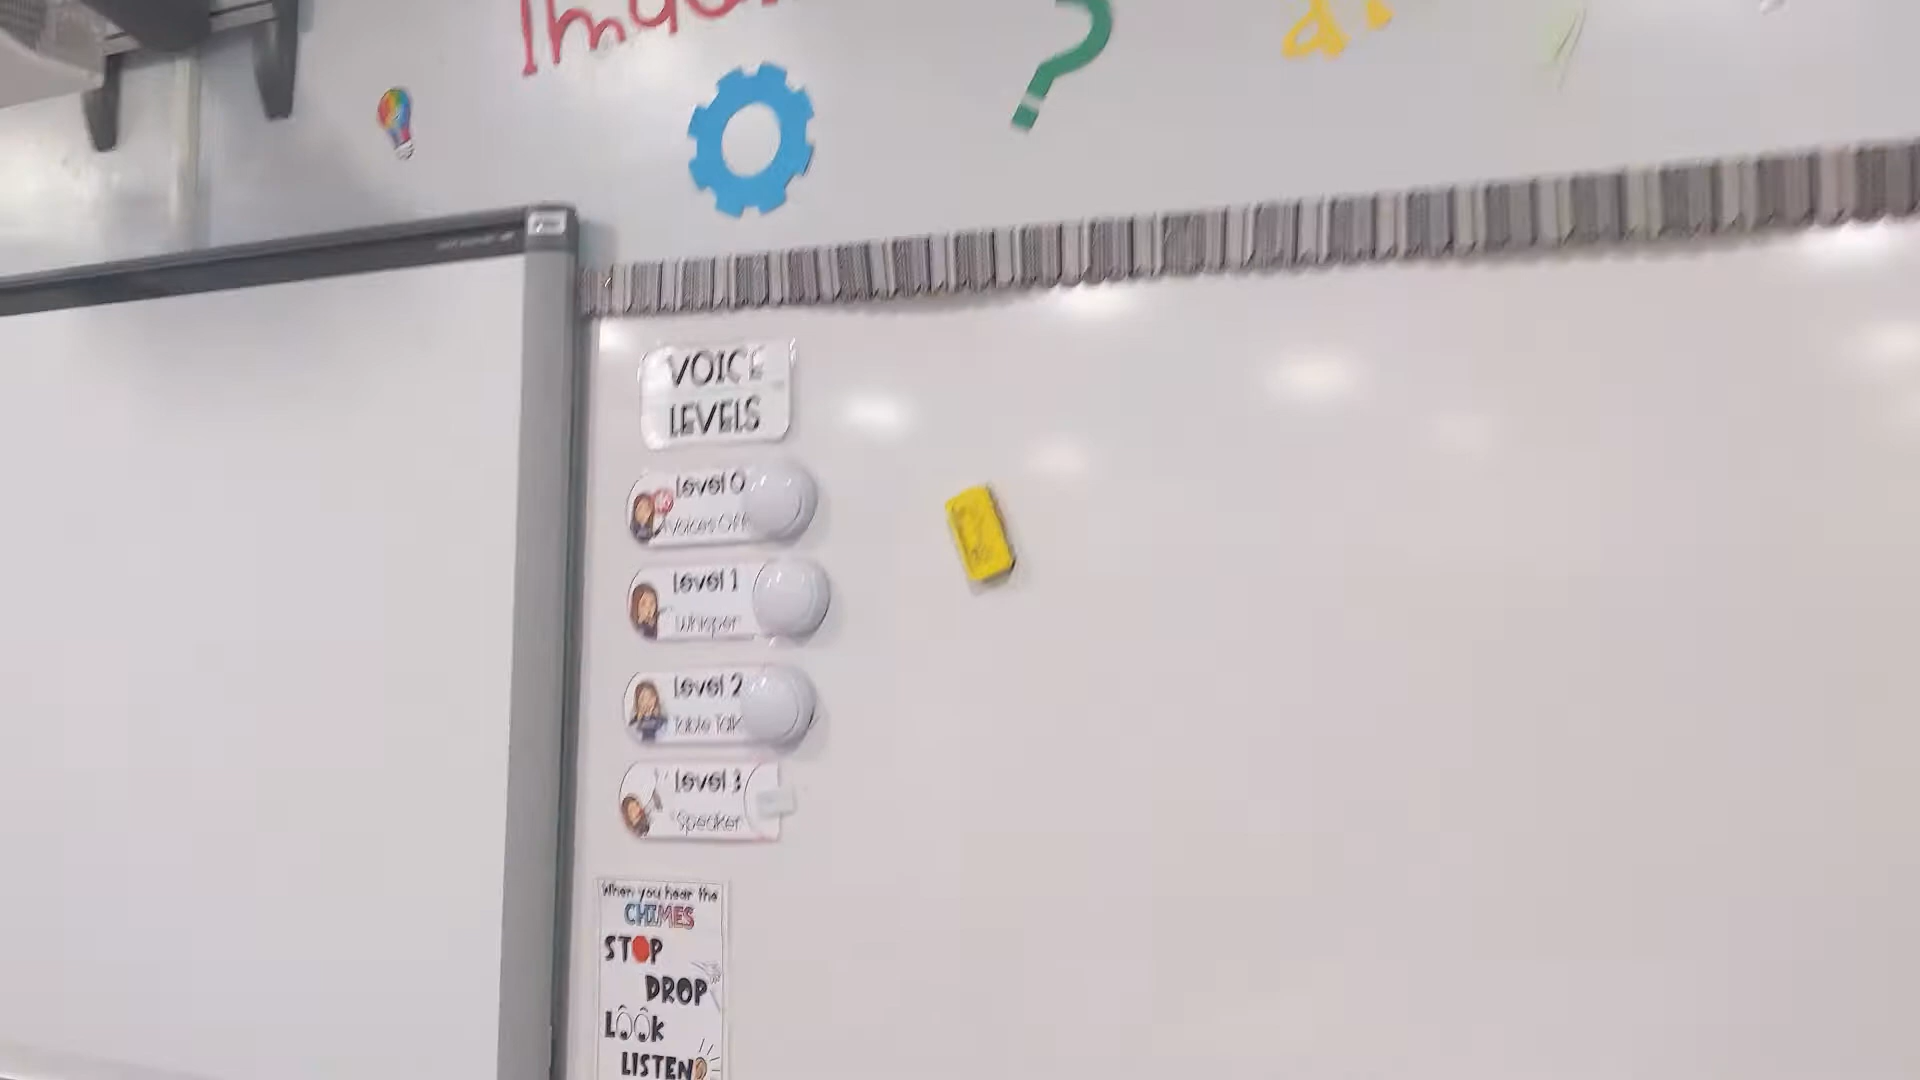 VOICE
LEVELS
Level 0
Voices OFF
Level 1
Whisper
Level 2
Table Talk
Level 3
Speaker
When you hear the
CHIMES
STOP
DROP
LOOk
LISTEN